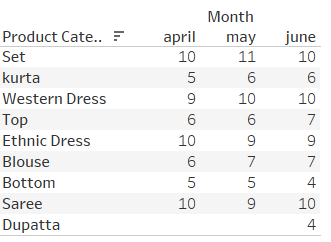 Month
Product Cate.. april may june
Set 10 11 10
kurta 5 6 6
Western Dress 9 10 10
Top 6 6 7
Ethnic Dress 10 9 9
Blouse 6 7 7
Bottom 5 5 4
Saree 10 9 10
Dupatta 4